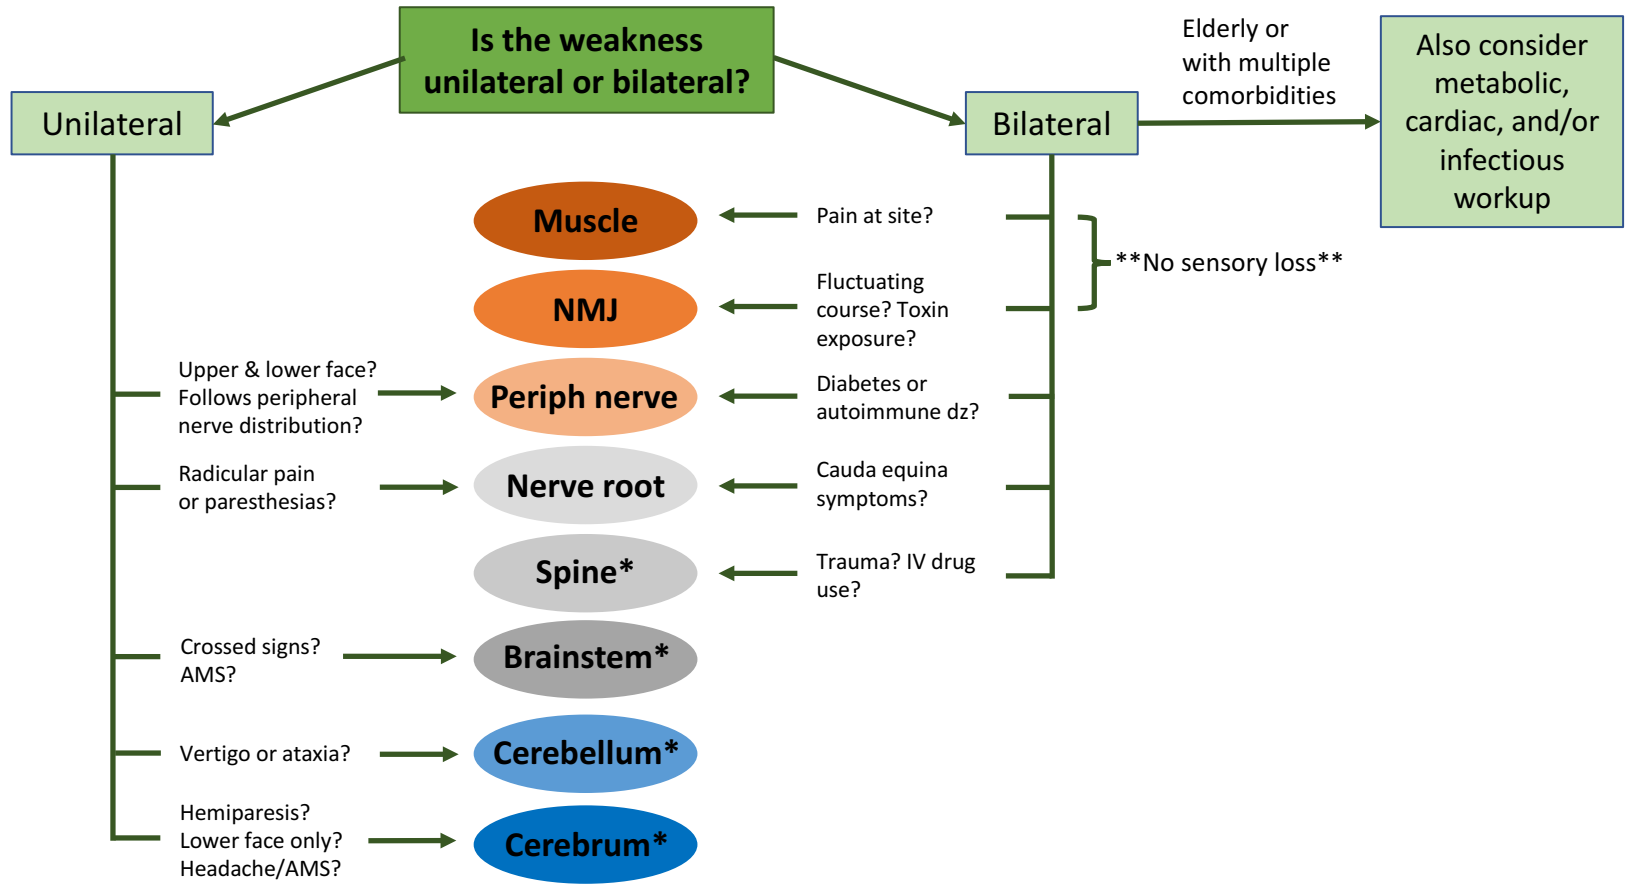 Is the weakness
unilateral or bilateral?
Unilateral
Bilateral
Elderly or
with multiple
comorbidities
Also consider
metabolic,
cardiac, and/or
infectious
workup
Muscle
Pain at site?
**No sensory loss**
NMJ
Fluctuating
course? Toxin
exposure?
Upper & lower face?
Follows peripheral
nerve distribution?
Periph nerve
Diabetes or
autoimmune dz?
Radicular pain
or paresthesias?
Nerve root
Cauda equina
symptoms?
Spine*
Trauma? IV drug
use?
Crossed signs?
AMS?
Brainstem*
Vertigo or ataxia?
Cerebellum*
Hemiparesis?
Lower face only?
Headache/AMS?
Cerebrum*